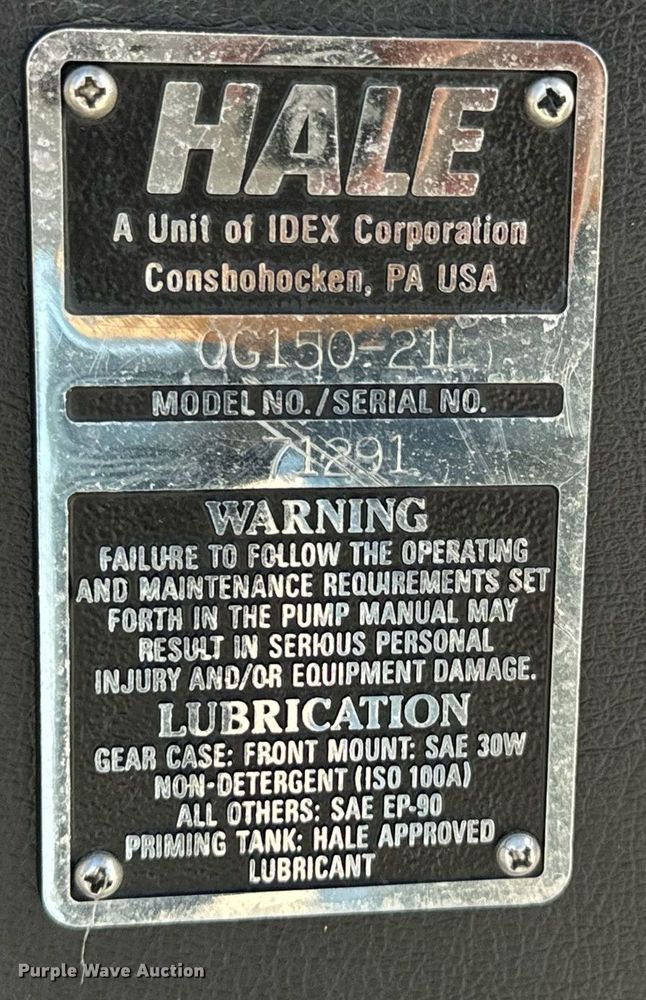 HALE
A Unit of IDEX Corporation
Conshohocken, PA USA
QG150-21L
MODEL NO./SERIAL NO.
71291
WARNING
FAILURE TO FOLLOW THE OPERATING
AND MAINTENANCE REQUIREMENTS SET
FORTH IN THE PUMP MANUAL MAY
RESULT IN SERIOUS PERSONAL
INJURY AND/OR EQUIPMENT DAMAGE.
LUBRICATION
GEAR CASE: FRONT MOUNT: SAE 30W
NON-DETERGENT (ISO 100A)
ALL OTHERS: SAE EP-90
PRIMING TANK: HALE APPROVED
LUBRICANT
Purple Wave Auction